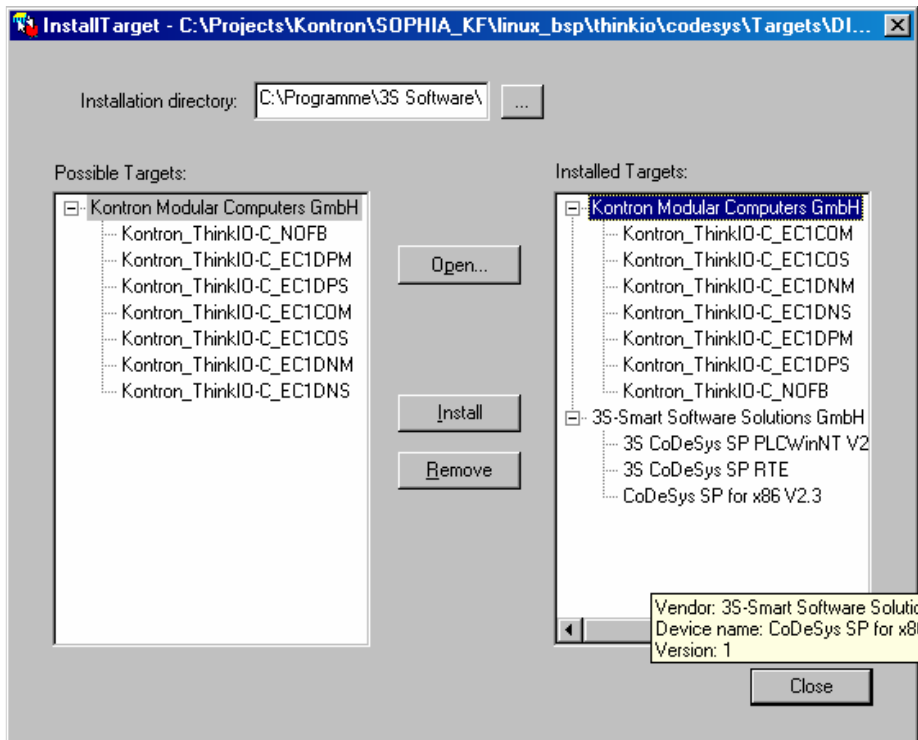 InstallTarget - C:\Projects\Kontron\SOPHIA_KF\linux_bsp\thinkio\codesys\Targets\DI...
Installation directory: C:\Programme\3S Software\ ...
Possible Targets:
Kontron Modular Computers GmbH
Kontron_ThinkIO-C_NOFB
Kontron_ThinkIO-C_EC1DPM
Kontron_ThinkIO-C_EC1DPS
Kontron_ThinkIO-C_EC1COM
Kontron_ThinkIO-C_EC1COS
Kontron_ThinkIO-C_EC1DNM
Kontron_ThinkIO-C_EC1DNS
Open...
Install
Remove
Installed Targets:
Kontron Modular Computers GmbH
Kontron_ThinkIO-C_EC1COM
Kontron_ThinkIO-C_EC1COS
Kontron_ThinkIO-C_EC1DNM
Kontron_ThinkIO-C_EC1DNS
Kontron_ThinkIO-C_EC1DPM
Kontron_ThinkIO-C_EC1DPS
Kontron_ThinkIO-C_NOFB
3S-Smart Software Solutions GmbH
3S CoDeSys SP PLCWinNT V2
3S CoDeSys SP RTE
CoDeSys SP for x86 V2.3
Vendor: 3S-Smart Software Solutio
Device name: CoDeSys SP for x8
Version: 1
Close